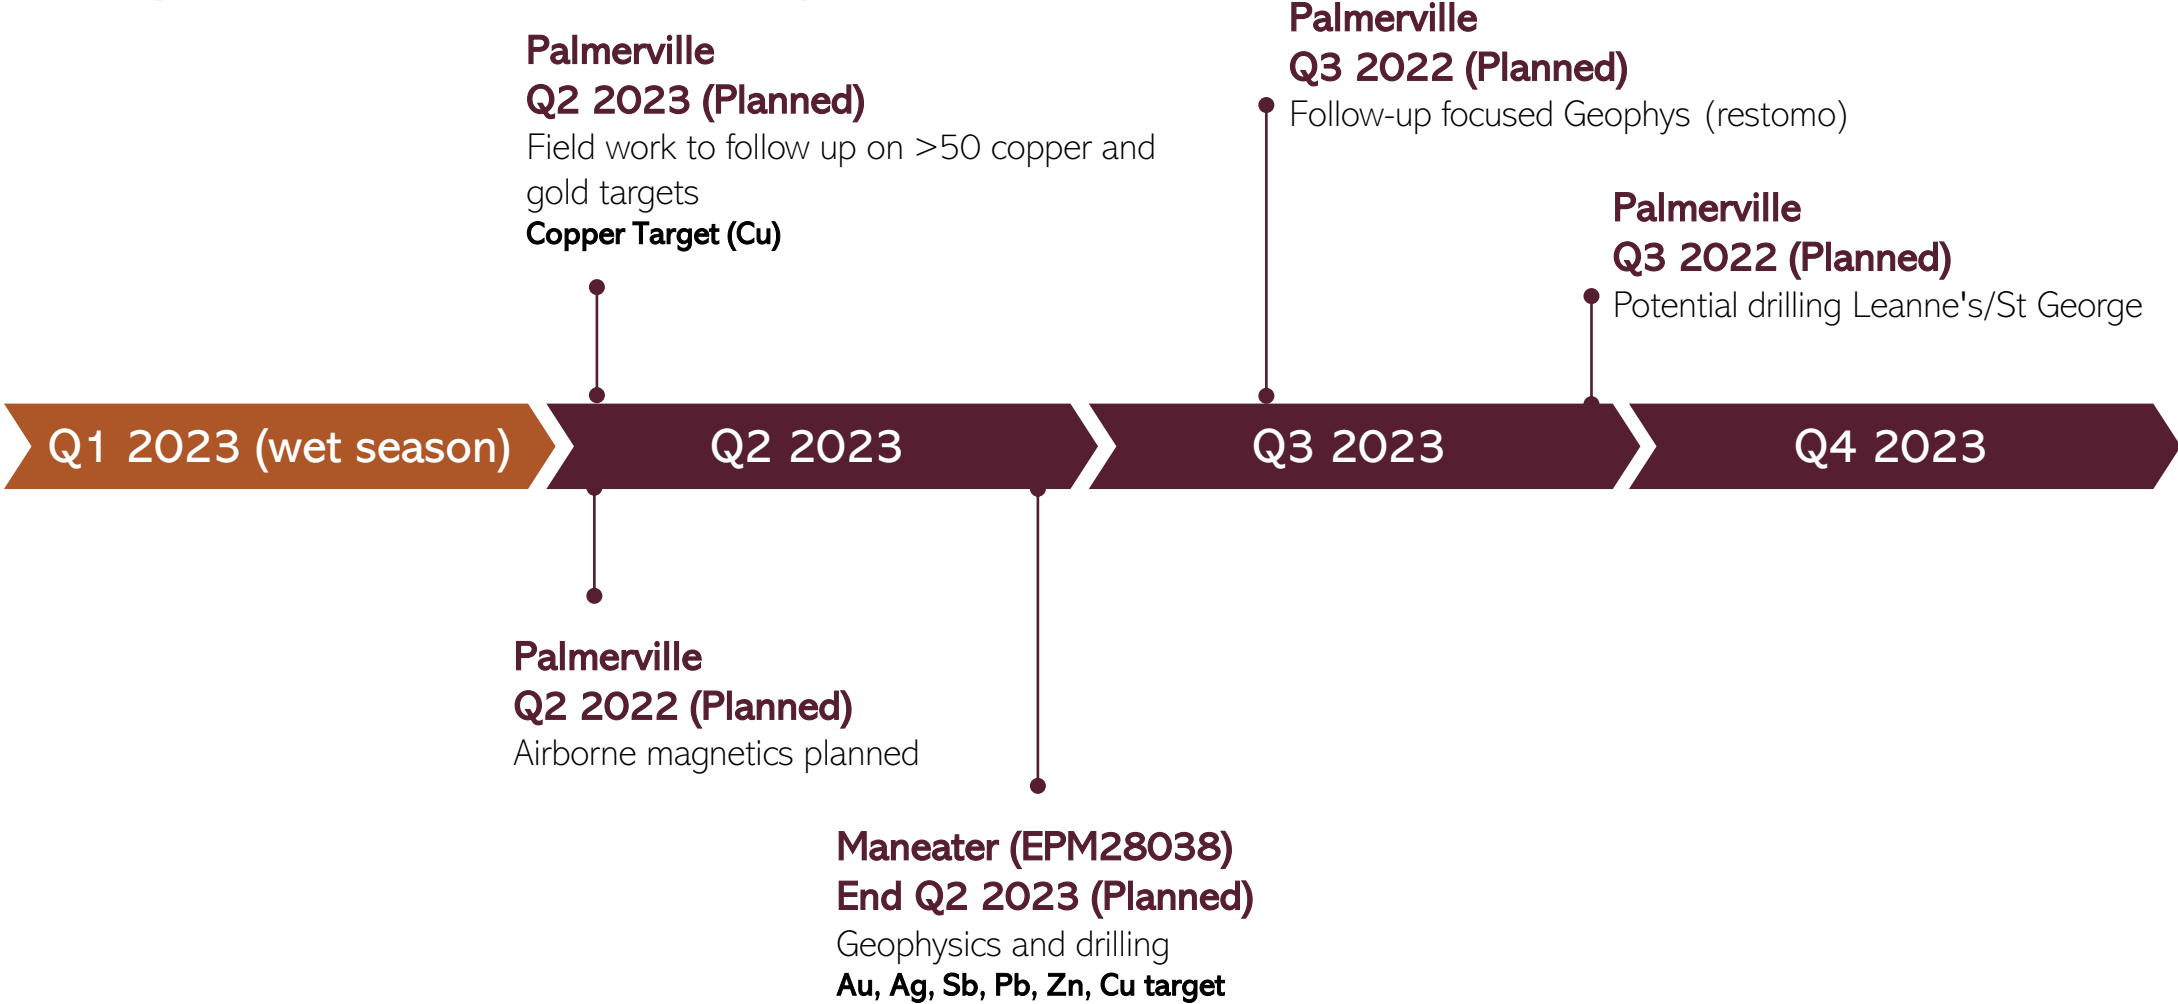 Palmerville
Q2 2023 (Planned)
Field work to follow up on >50 copper and
gold targets
Copper Target (Cu)
Palmerville
Q3 2022 (Planned)
Follow-up focused Geophys (restomo)
Palmerville
Q3 2022 (Planned)
Potential drilling Leanne's/St George
Q1 2023 (wet season)
Q2 2023
Q3 2023
Q4 2023
Palmerville
Q2 2022 (Planned)
Airborne magnetics planned
Maneater (EPM28038)
End Q2 2023 (Planned)
Geophysics and drilling
Au, Ag, Sb, Pb, Zn, Cu target